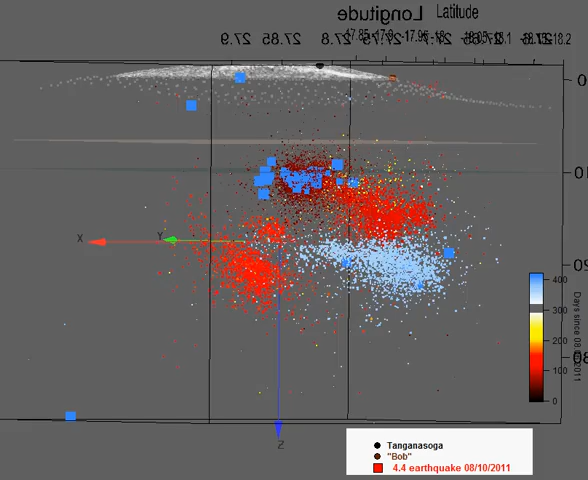 Longitude
Latitude
27.9
27.85
27.8
0
X
Y
Z
400
300
200
100
0
Days since 08.10.2011
Tanganasoga
"Bob"
4.4 earthquake 08/10/2011